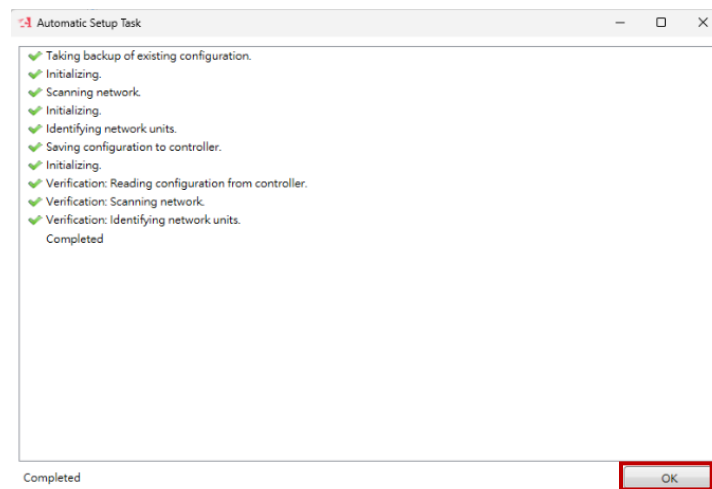 Automatic Setup Task
Taking backup of existing configuration.
Initializing.
Scanning network.
Initializing.
Identifying network units.
Saving configuration to controller.
Initializing.
Verification: Reading configuration from controller.
Verification: Scanning network.
Verification: Identifying network units.
Completed
Completed
OK